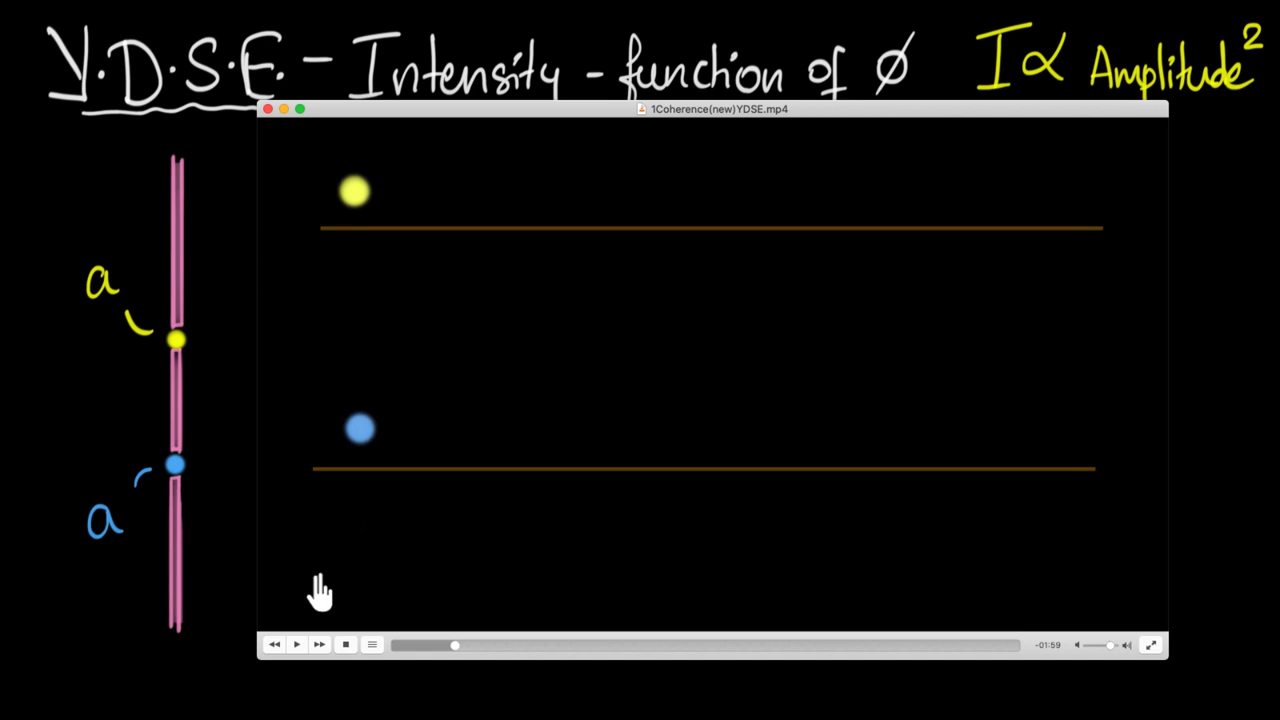 Y.D.S.E. - Intensity - function of ø I ∝ Amplitude²
1Coherence(new)YDSE.mp4
a
a
-01:59